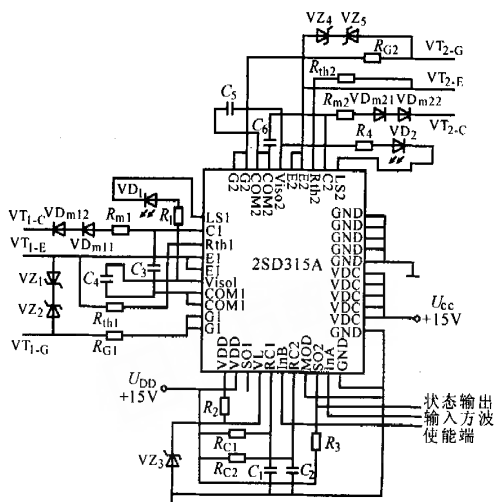 VZ4 VZ5
RG2
VT2-G
Rth2
VT2-E
C5
Rm2 VDm21 VDm22
VT2-C
C6
R4 VD2
G2 G2 COM2 COM2 Viso2 E2 E2 Rth2 C2 LS2
VD1
R1
LS1
GND
VT1-C VDm12 Rm1
C1
GND
VDm11
Rth1
GND
VT1-E
E1
GND
E1
GND
VZ1
C4 C3
Viso1
2SD315A
VDC
COM1
VDC
COM1
VDC
UCC
VZ2
Rth1
G1
VDC
+15V
VT1-G
RG1
G1
GND
VDD VDD SO1 VL RC1 InB RC2 MOD SO2 InA GND
UDD
+15V
R2
状态输出
输入方波
使能端
RC1
R3
VZ3
RC2 C1 C2